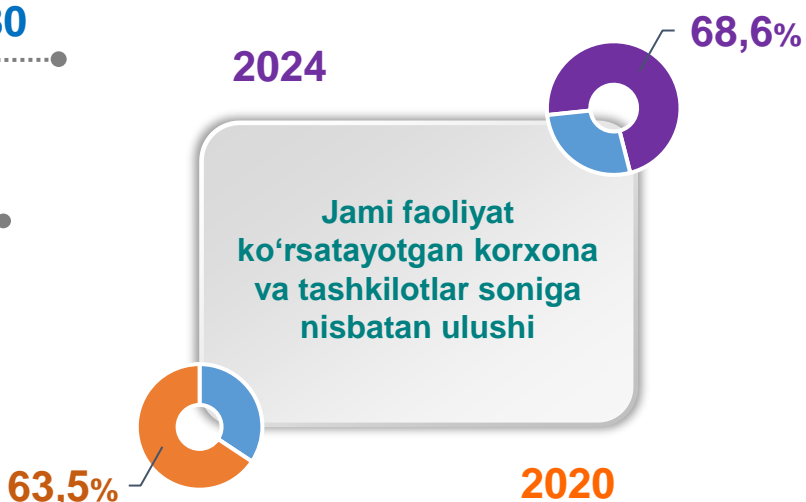 2024
68,6%
Jami faoliyat
ko‘rsatayotgan korxona
va tashkilotlar soniga
nisbatan ulushi
63,5%
2020